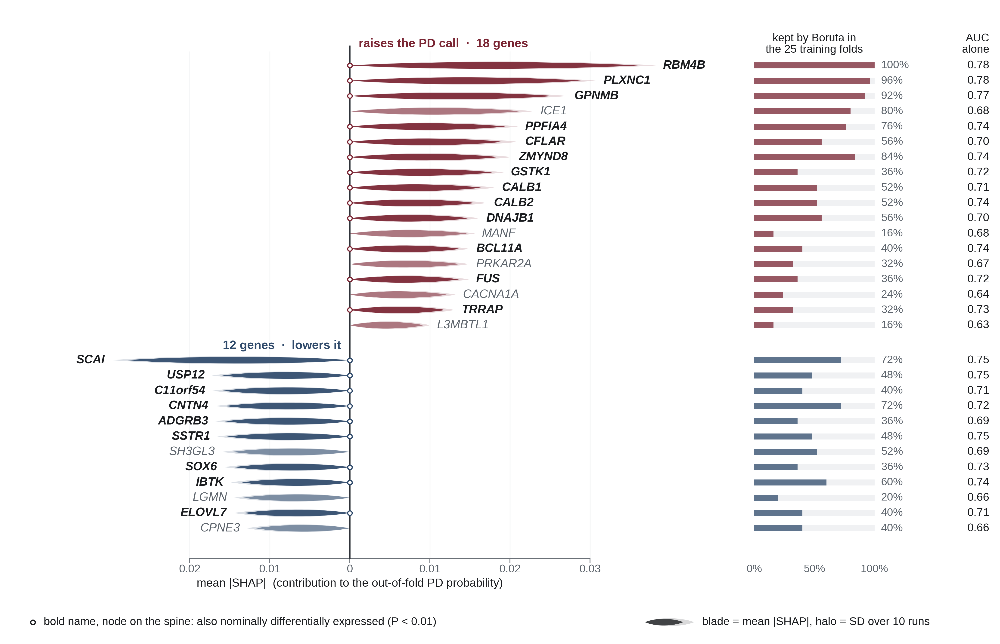 kept by Boruta in
the 25 training folds
AUC
alone
raises the PD call · 18 genes
RBM4B 100% 0.78
PLXNC1 96% 0.78
GPNMB 92% 0.77
ICE1 80% 0.68
PPFIA4 76% 0.74
CFLAR 56% 0.70
ZMYND8 84% 0.74
GSTK1 36% 0.72
CALB1 52% 0.71
CALB2 52% 0.74
DNAJB1 56% 0.70
MANF 16% 0.68
BCL11A 40% 0.74
PRKAR2A 32% 0.67
FUS 36% 0.72
CACNA1A 24% 0.64
TRRAP 32% 0.73
L3MBTL1 16% 0.63
12 genes · lowers it
SCAI 72% 0.75
USP12 48% 0.75
C11orf54 40% 0.71
CNTN4 72% 0.72
ADGRB3 36% 0.69
SSTR1 48% 0.75
SH3GL3 52% 0.69
SOX6 36% 0.73
IBTK 60% 0.74
LGMN 20% 0.66
ELOVL7 40% 0.71
CPNE3 40% 0.66
0.02 0.01 0 0.01 0.02 0.03 0% 50% 100%
mean |SHAP| (contribution to the out-of-fold PD probability)
bold name, node on the spine: also nominally differentially expressed (P < 0.01)
blade = mean |SHAP|, halo = SD over 10 runs